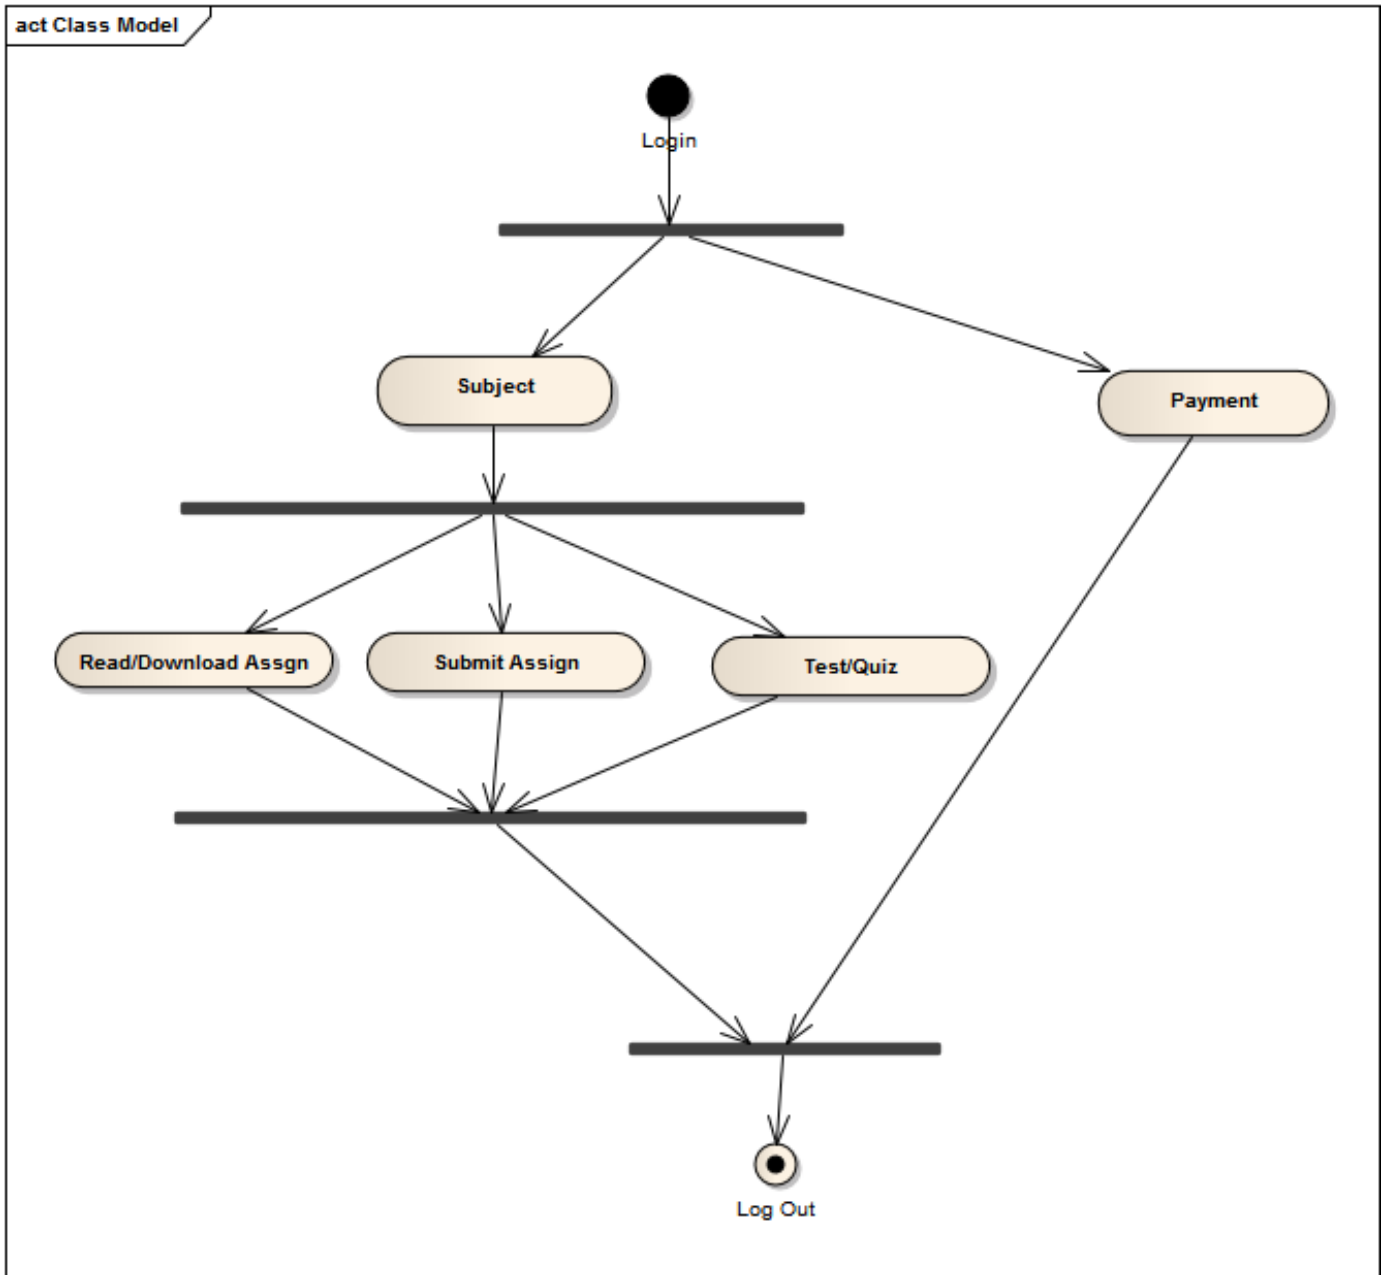 act Class Model
Login
Subject
Payment
Read/Download Assgn
Submit Assign
Test/Quiz
Log Out